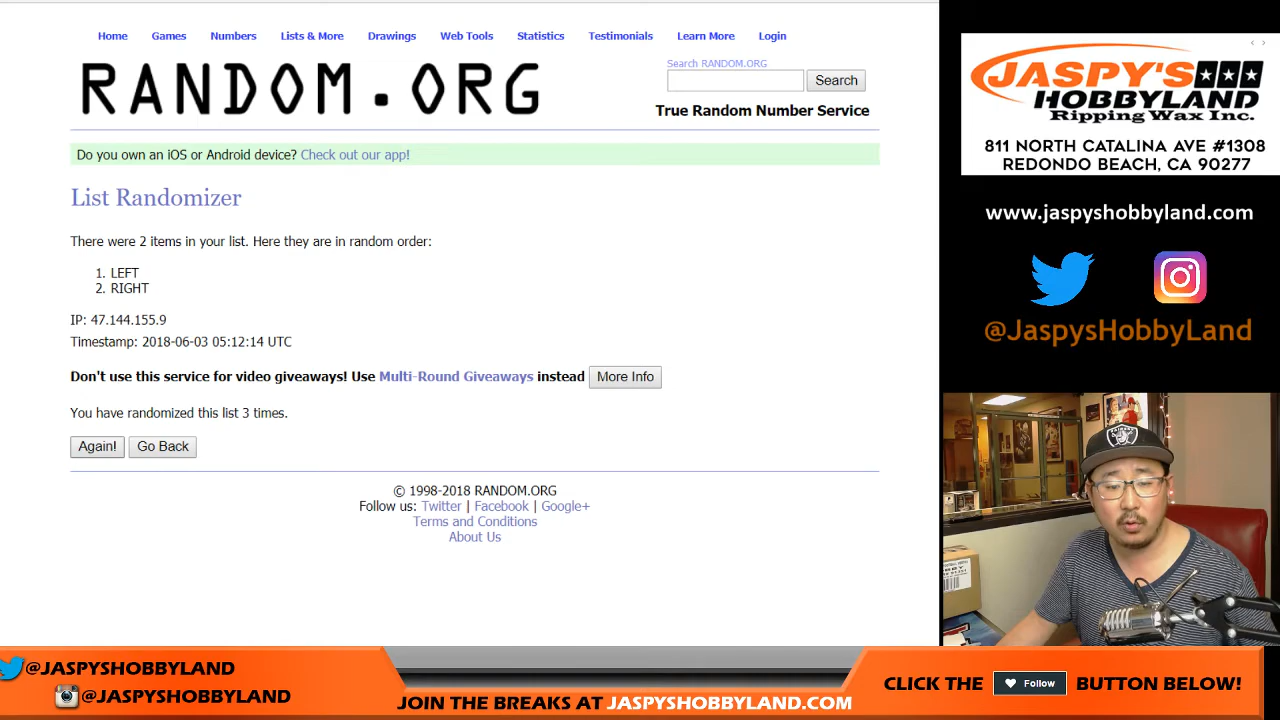 Home Games Numbers Lists & More Drawings Web Tools Statistics Testimonials Learn More Login
RANDOM.ORG
Search RANDOM.ORG
Search
True Random Number Service
Do you own an iOS or Android device? Check out our app!
List Randomizer
There were 2 items in your list. Here they are in random order:
1. LEFT
2. RIGHT
IP: 47.144.155.9
Timestamp: 2018-06-03 05:12:14 UTC
Don't use this service for video giveaways! Use Multi-Round Giveaways instead More Info
You have randomized this list 3 times.
Again! Go Back
© 1998-2018 RANDOM.ORG
Follow us: Twitter | Facebook | Google+
Terms and Conditions
About Us
JASPY'S
HOBBYLAND
Ripping Wax Inc.
811 NORTH CATALINA AVE #1308
REDONDO BEACH, CA 90277
www.jaspyshobbyland.com
@JaspysHobbyLand
@JASPYSHOBBYLAND
@JASPYSHOBBYLAND
JOIN THE BREAKS AT JASPYSHOBBYLAND.COM
CLICK THE Follow BUTTON BELOW!